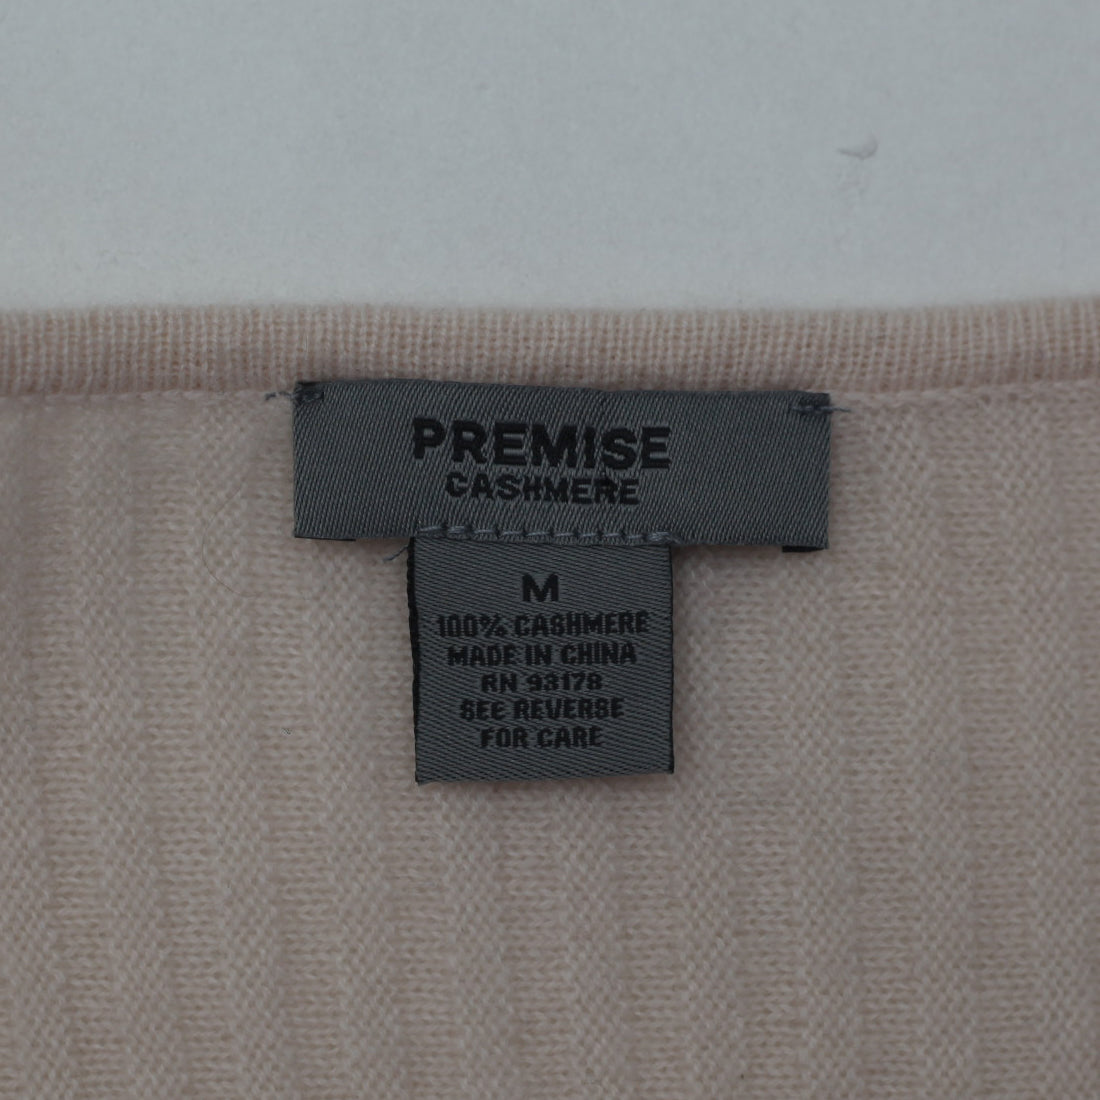 PREMISE
CASHMERE
M
100% CASHMERE
MADE IN CHINA
RN 93178
SEE REVERSE
FOR CARE